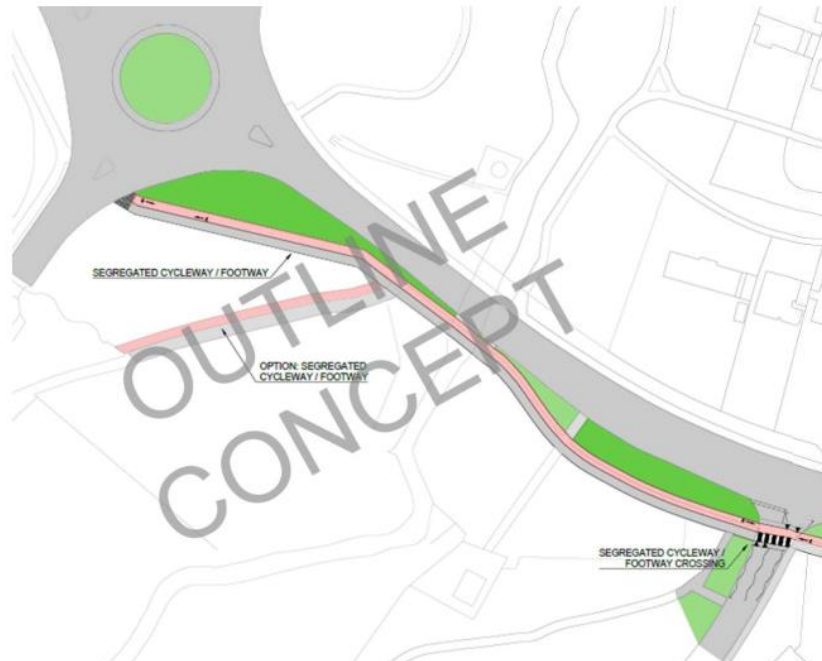 SEGREGATED CYCLEWAY / FOOTWAY
OPTION: SEGREGATED
CYCLEWAY / FOOTWAY
OUTLINE
CONCEPT
SEGREGATED CYCLEWAY /
FOOTWAY CROSSING